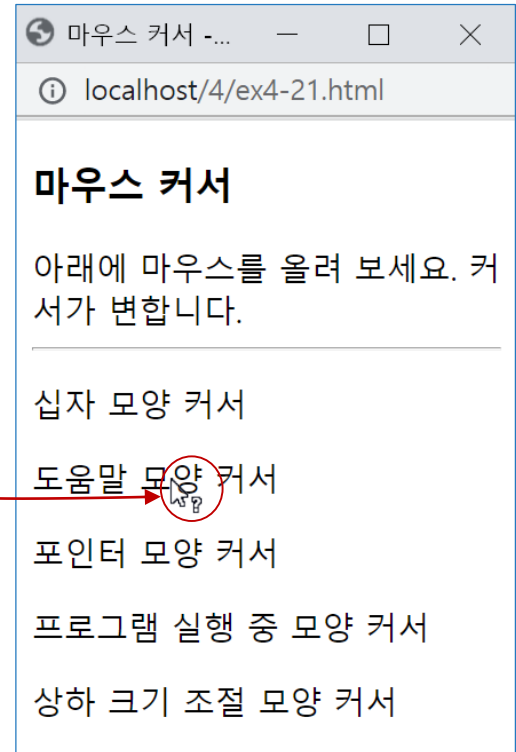 마우스 커서 -...
localhost/4/ex4-21.html
마우스 커서
아래에 마우스를 올려 보세요. 커
서가 변합니다.
십자 모양 커서
도움말 모양 커서
포인터 모양 커서
프로그램 실행 중 모양 커서
상하 크기 조절 모양 커서